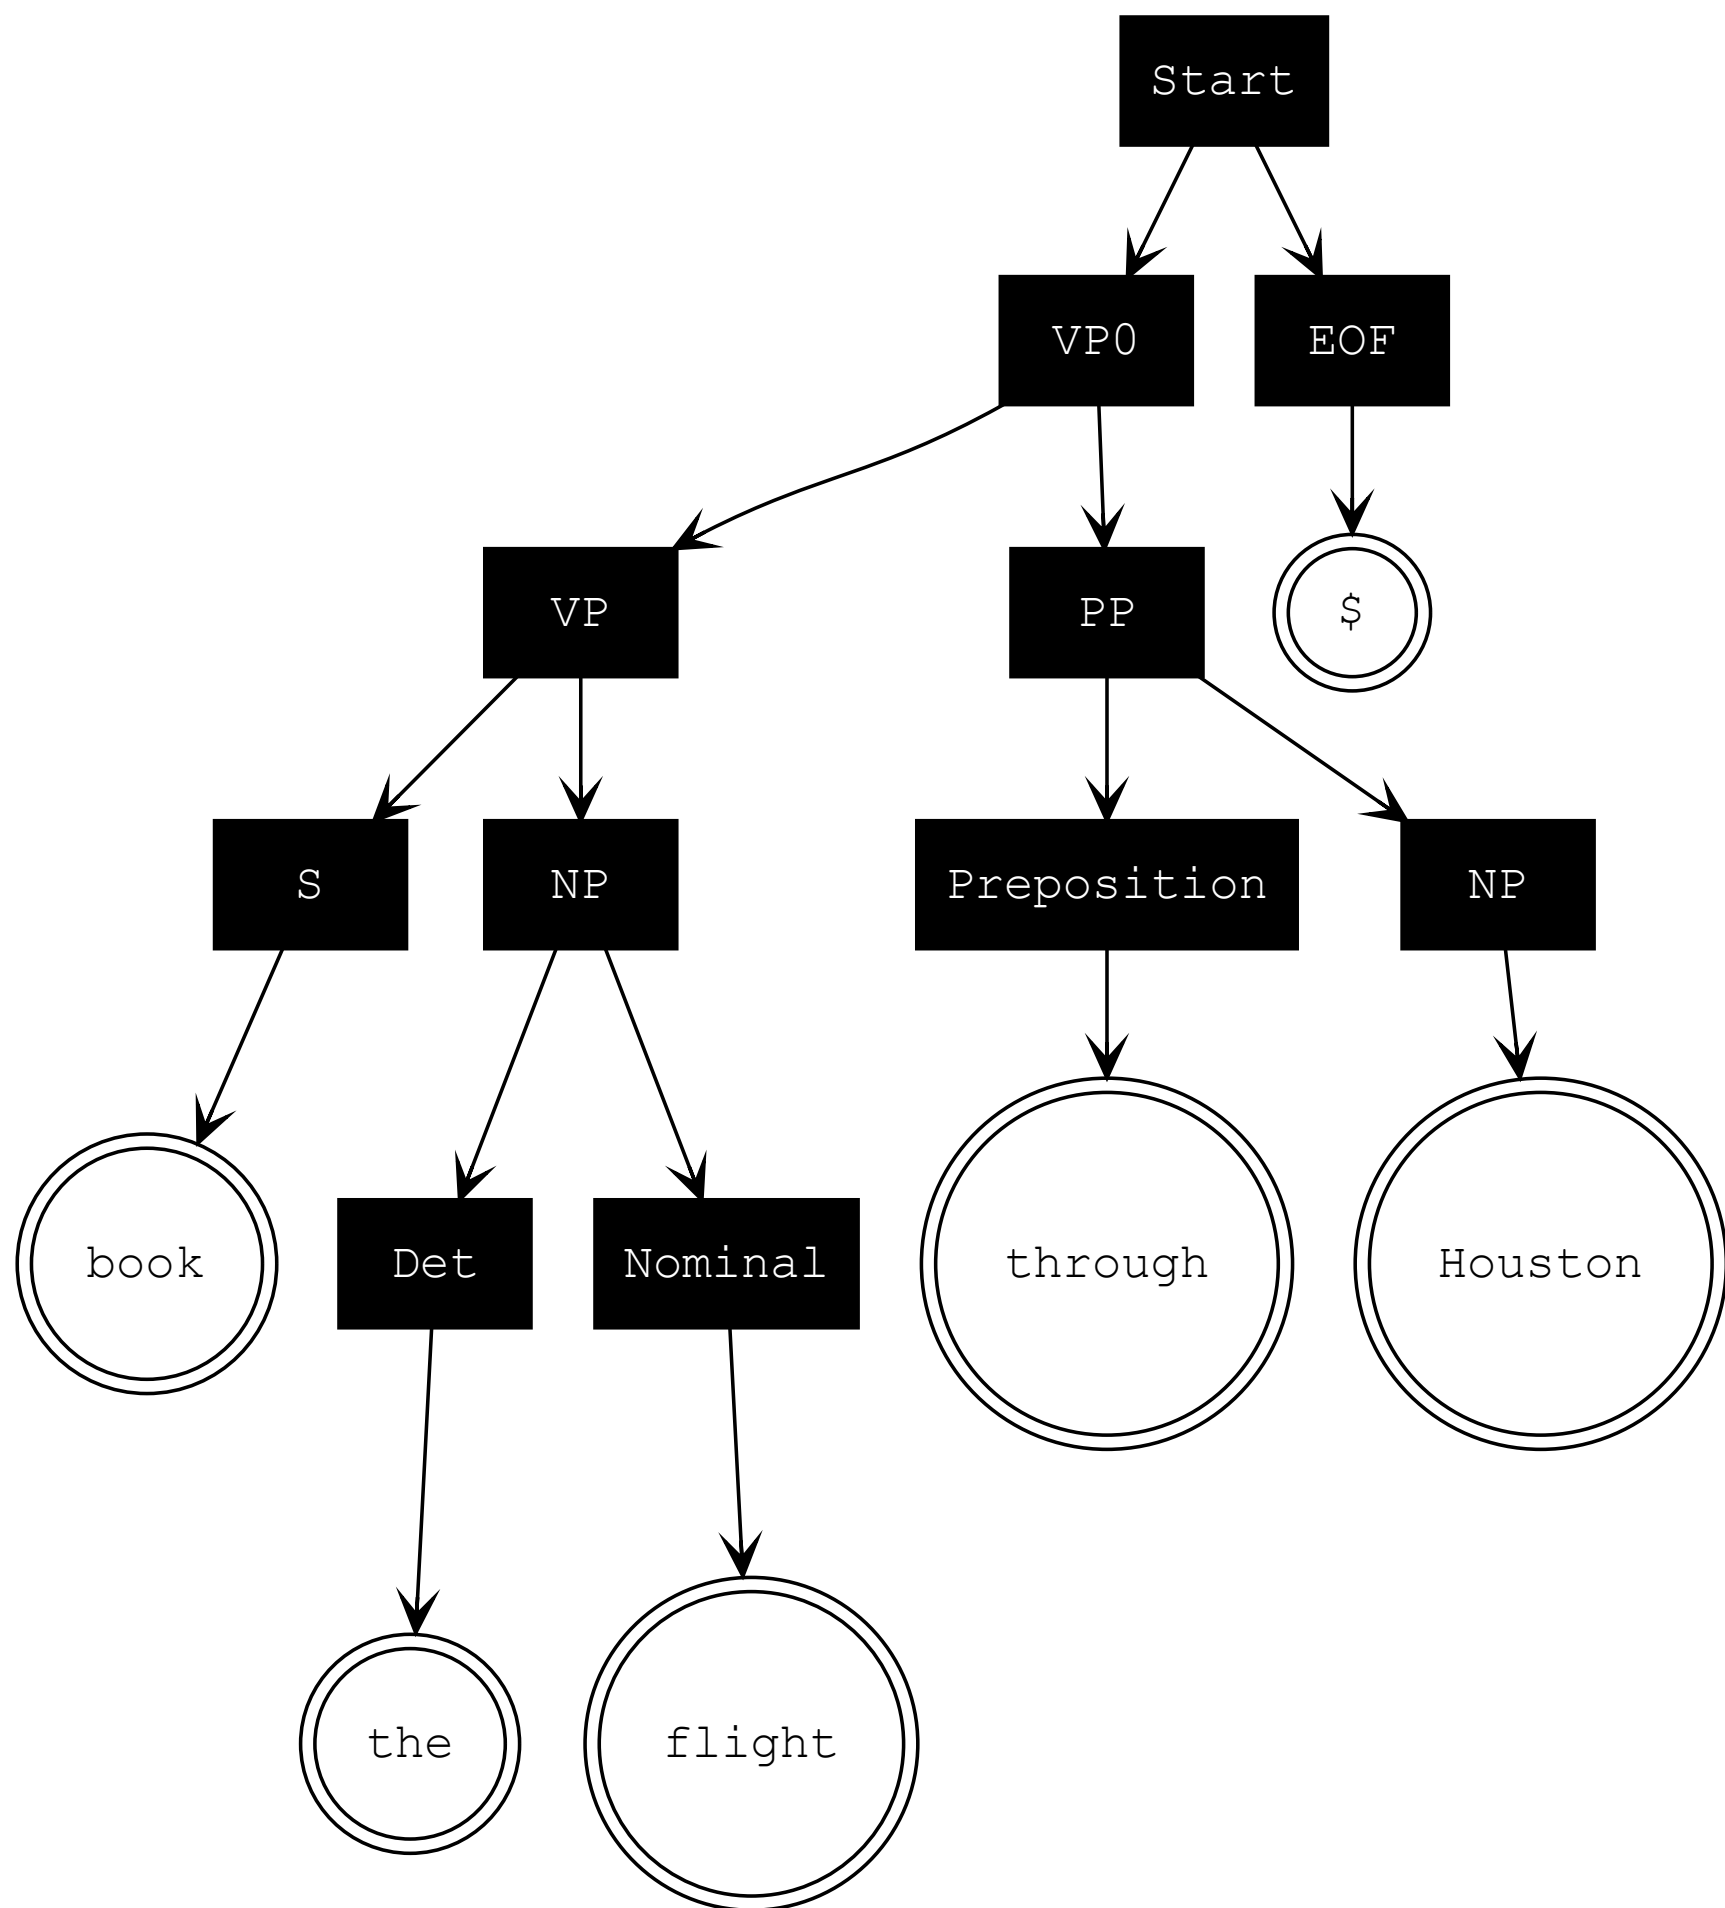 Start
VP0
EOF
VP
PP
$
S
NP
Preposition
NP
book
Det
Nominal
through
Houston
the
flight